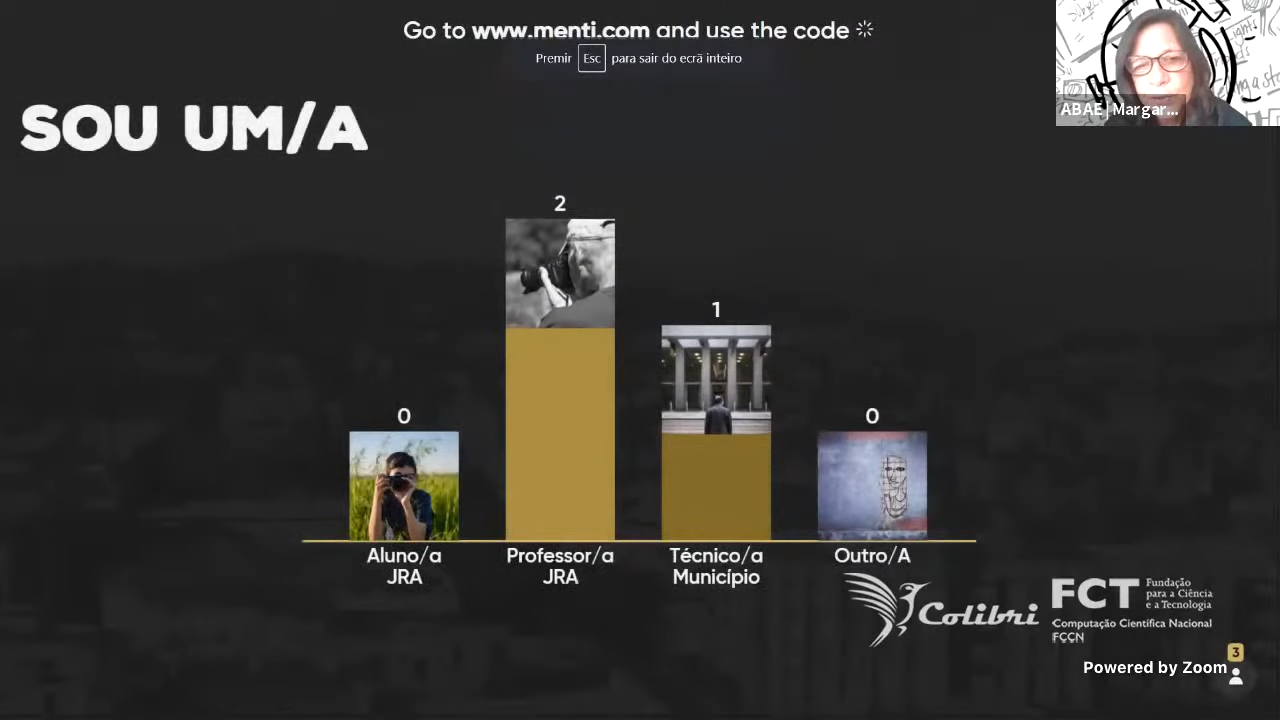 Go to www.menti.com and use the code
Premir Esc para sair do ecrã inteiro
ABAE | Margar...
SOU UM/A
2
1
0
0
Aluno/a
JRA
Professor/a
JRA
Técnico/a
Município
Outro/A
Colibri
FCT Fundação
para a Ciência
e a Tecnologia
Computação Científica Nacional
FCCN
3
Powered by Zoom